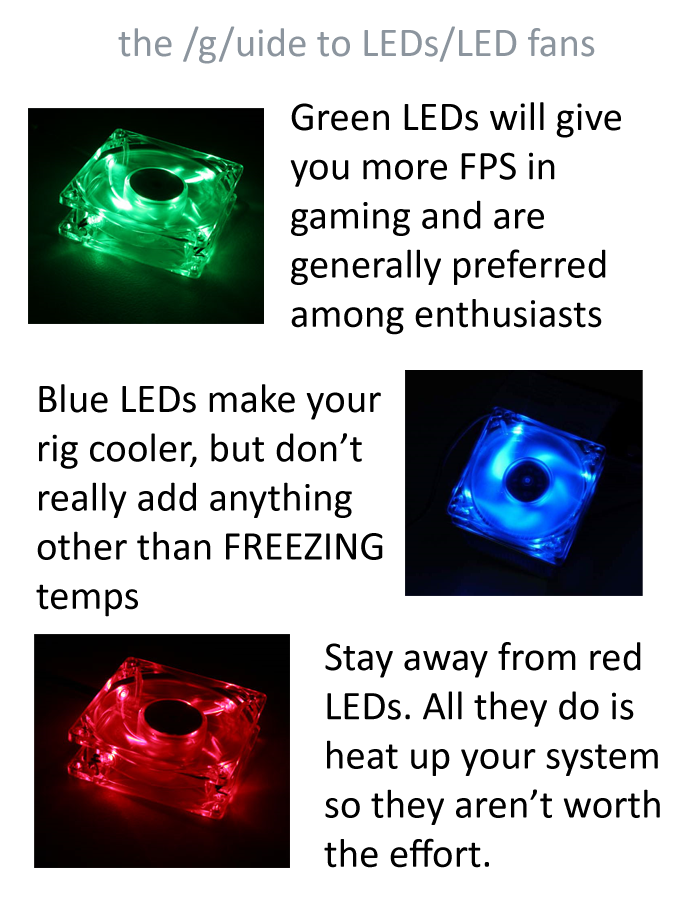 the /g/uide to LEDs/LED fans
Green LEDs will give
you more FPS in
gaming and are
generally preferred
among enthusiasts
Blue LEDs make your
rig cooler, but don’t
really add anything
other than FREEZING
temps
Stay away from red
LEDs. All they do is
heat up your system
so they aren’t worth
the effort.